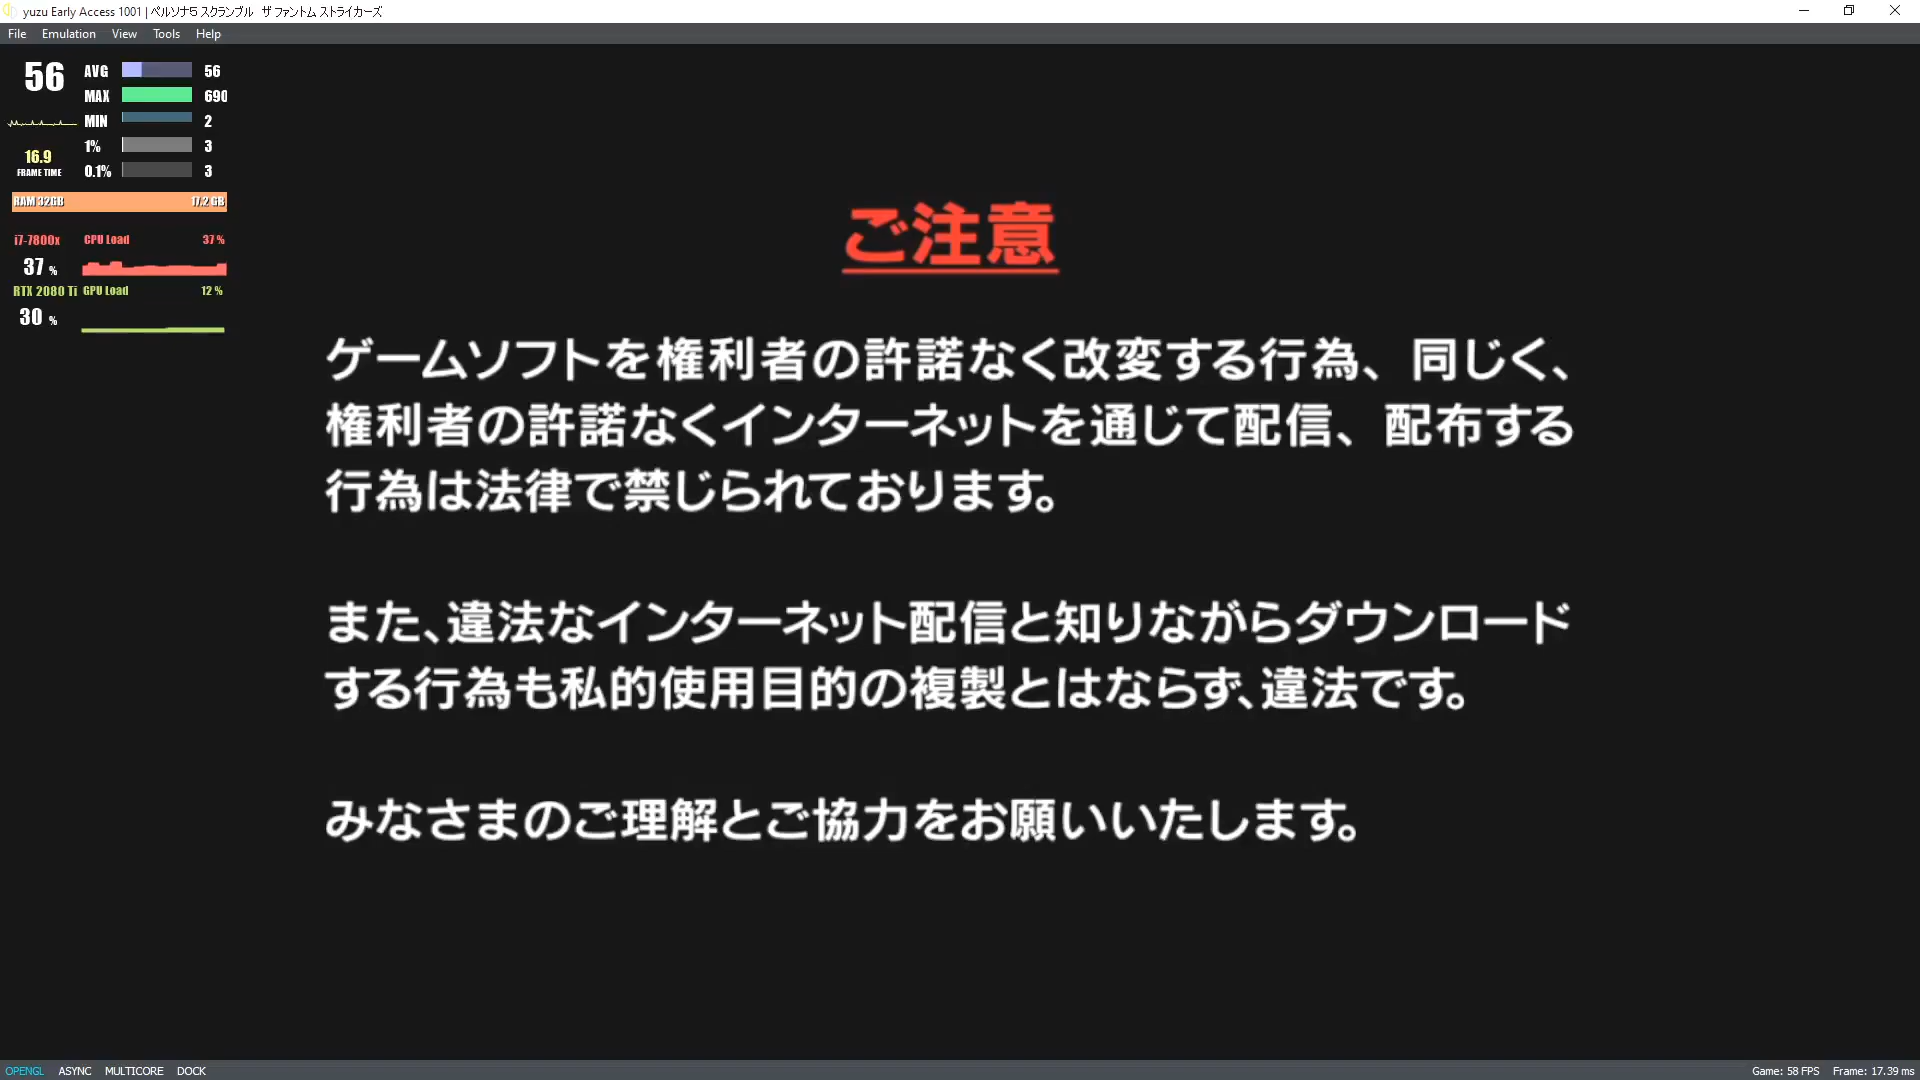 yuzu Early Access 1001 | ペルソナ5 スクランブル ザ ファントム ストライカーズ
File Emulation View Tools Help
56 AVG 56
MAX 690
MIN 2
1% 3
16.9 FRAME TIME
0.1% 3
RAM 32GB 17.2 GB
i7-7800x CPU Load 37 %
37 %
RTX 2080 Ti GPU Load 12 %
30 %
ご注意
ゲームソフトを権利者の許諾なく改変する行為、同じく、
権利者の許諾なくインターネットを通じて配信、配布する
行為は法律で禁じられております。
また、違法なインターネット配信と知りながらダウンロード
する行為も私的使用目的の複製とはならず、違法です。
みなさまのご理解とご協力をお願いいたします。
OPENGL ASYNC MULTICORE DOCK Game: 58 FPS Frame: 17.39 ms